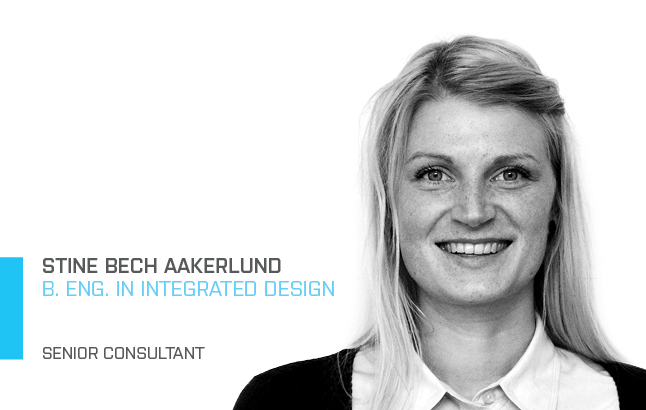 STINE BECH AAKERLUND
B. ENG. IN INTEGRATED DESIGN
SENIOR CONSULTANT